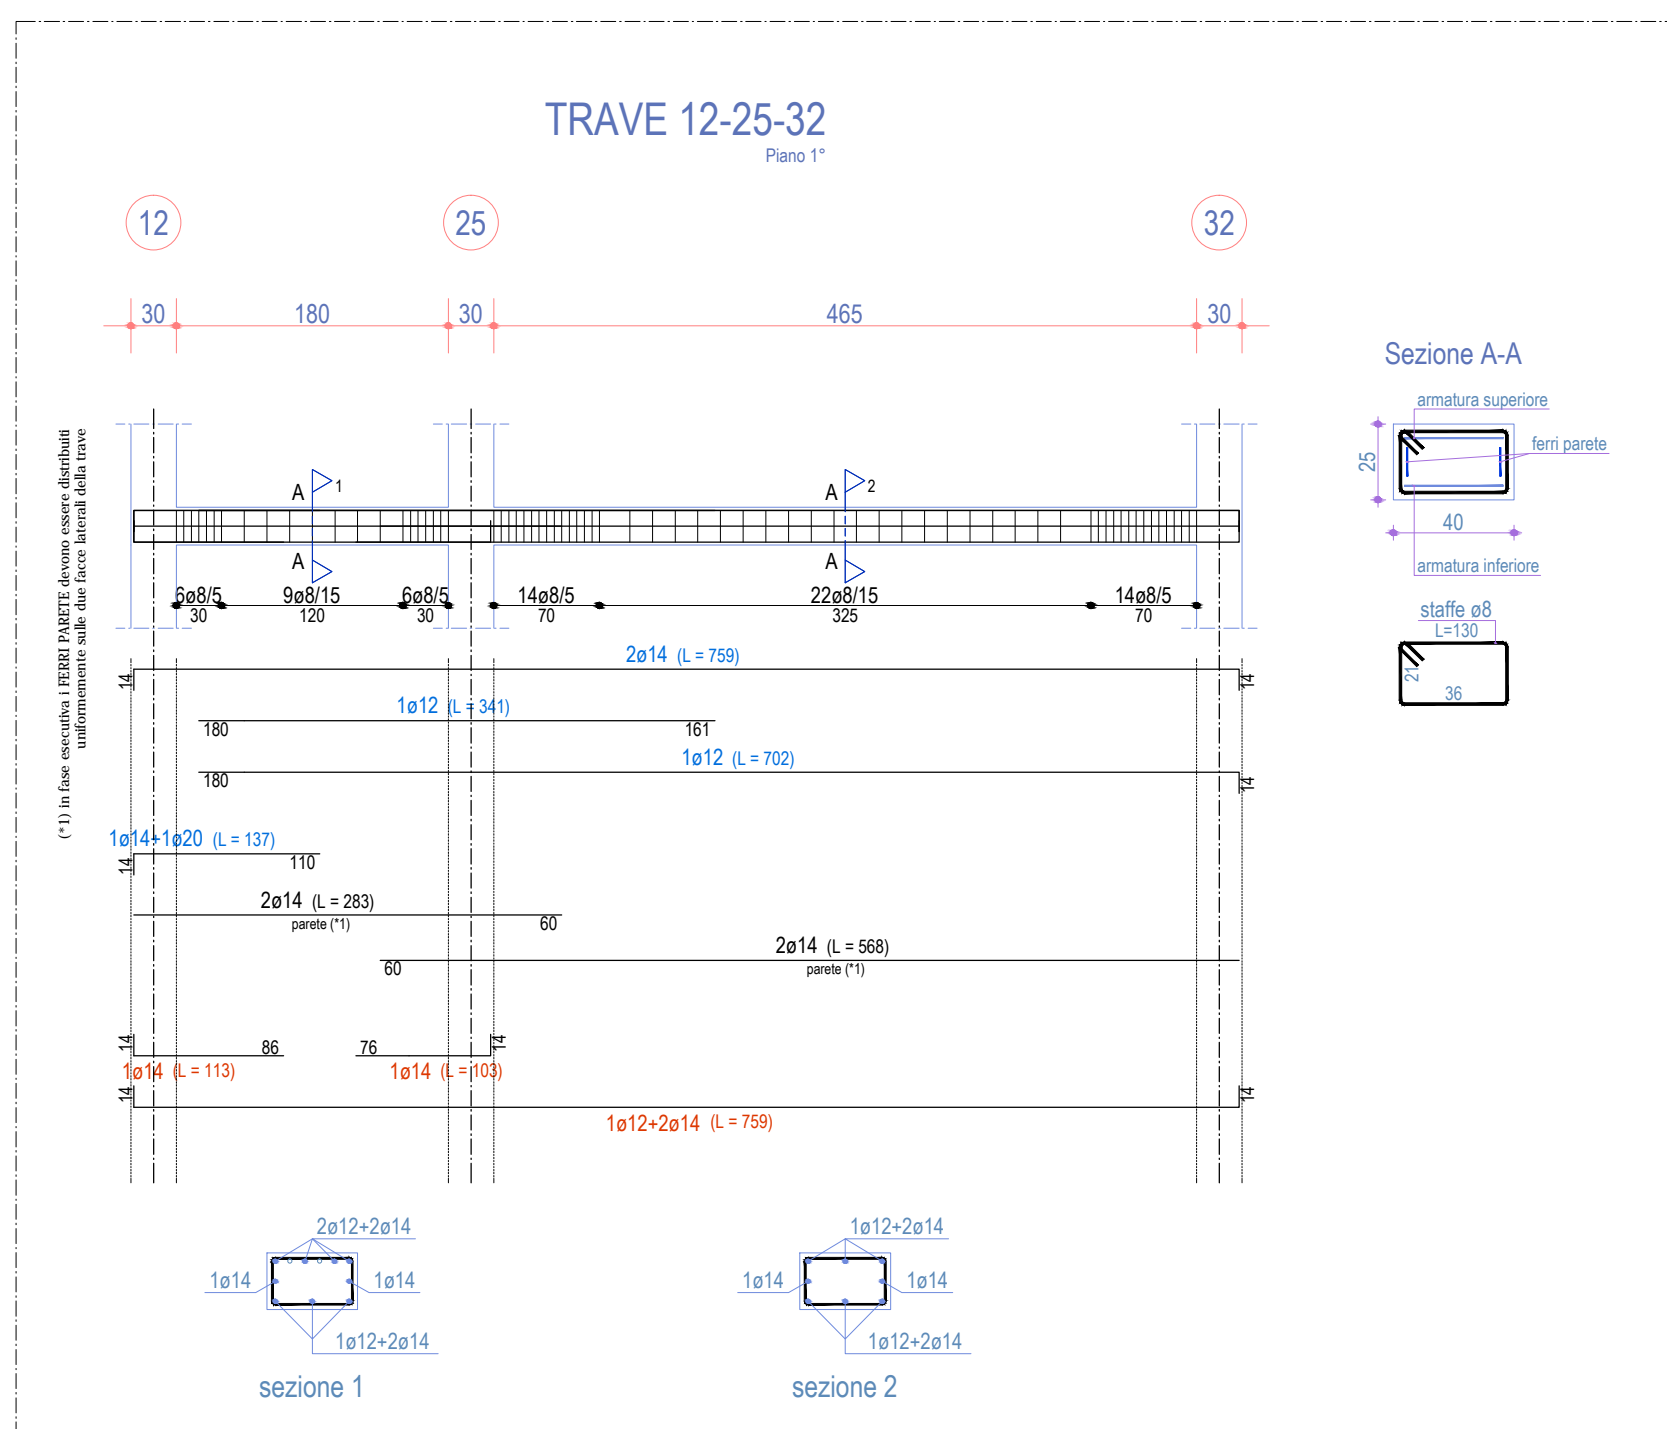 TRAVE 12-25-32
Piano 1°
12
25
32
30
180
30
465
30
(*1) in fase esecutiva i FERRI PARETE devono essere distribuiti
uniformemente sulle due facce laterali della trave
A
1
A
2
A
A
6ø8/5
9ø8/15
6ø8/5
14ø8/5
22ø8/15
14ø8/5
30
120
30
70
325
70
2ø14 (L = 759)
14
14
1ø12 (L = 341)
180
161
1ø12 (L = 702)
180
14
1ø14+1ø20 (L = 137)
14
110
2ø14 (L = 283)
parete (*1)
60
2ø14 (L = 568)
60
parete (*1)
14
86
76
14
1ø14 (L = 113)
1ø14 (L = 103)
14
14
1ø12+2ø14 (L = 759)
Sezione A-A
armatura superiore
ferri parete
25
40
armatura inferiore
staffe ø8
L=130
21
36
2ø12+2ø14
1ø14
1ø14
1ø12+2ø14
sezione 1
1ø12+2ø14
1ø14
1ø14
1ø12+2ø14
sezione 2